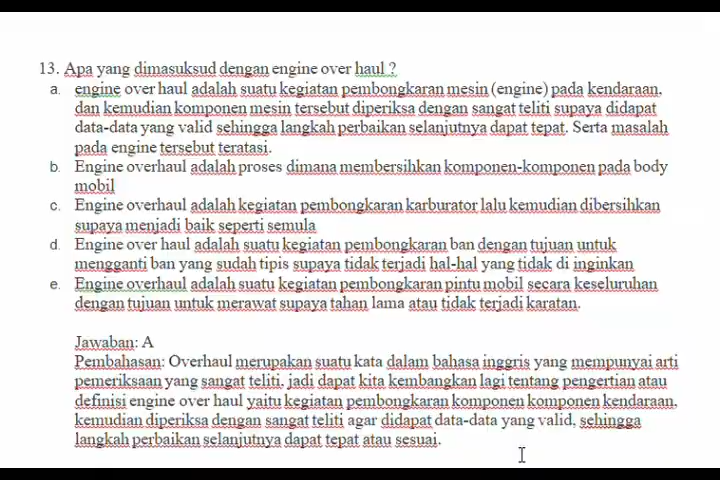 13. Apa yang dimasuksud dengan engine over haul ?
a. engine over haul adalah suatu kegiatan pembongkaran mesin (engine) pada kendaraan,
dan kemudian komponen mesin tersebut diperiksa dengan sangat teliti supaya didapat
data-data yang valid sehingga langkah perbaikan selanjutnya dapat tepat. Serta masalah
pada engine tersebut teratasi.
b. Engine overhaul adalah proses dimana membersihkan komponen-komponen pada body
mobil
c. Engine overhaul adalah kegiatan pembongkaran karburator lalu kemudian dibersihkan
supaya menjadi baik seperti semula
d. Engine over haul adalah suatu kegiatan pembongkaran ban dengan tujuan untuk
mengganti ban yang sudah tipis supaya tidak terjadi hal-hal yang tidak di inginkan
e. Engine overhaul adalah suatu kegiatan pembongkaran pintu mobil secara keseluruhan
dengan tujuan untuk merawat supaya tahan lama atau tidak terjadi karatan.
Jawaban: A
Pembahasan: Overhaul merupakan suatu kata dalam bahasa inggris yang mempunyai arti
pemeriksaan yang sangat teliti, jadi dapat kita kembangkan lagi tentang pengertian atau
definisi engine over haul yaitu kegiatan pembongkaran komponen komponen kendaraan,
kemudian diperiksa dengan sangat teliti agar didapat data-data yang valid, sehingga
langkah perbaikan selanjutnya dapat tepat atau sesuai.